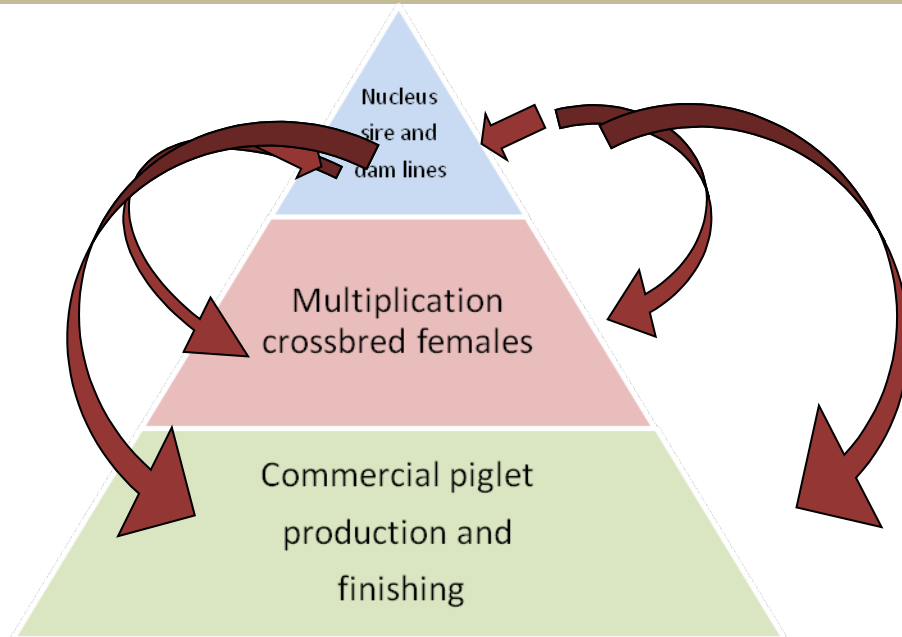 Nucleus
sire and
dam lines
Multiplication
crossbred females
Commercial piglet
production and
finishing